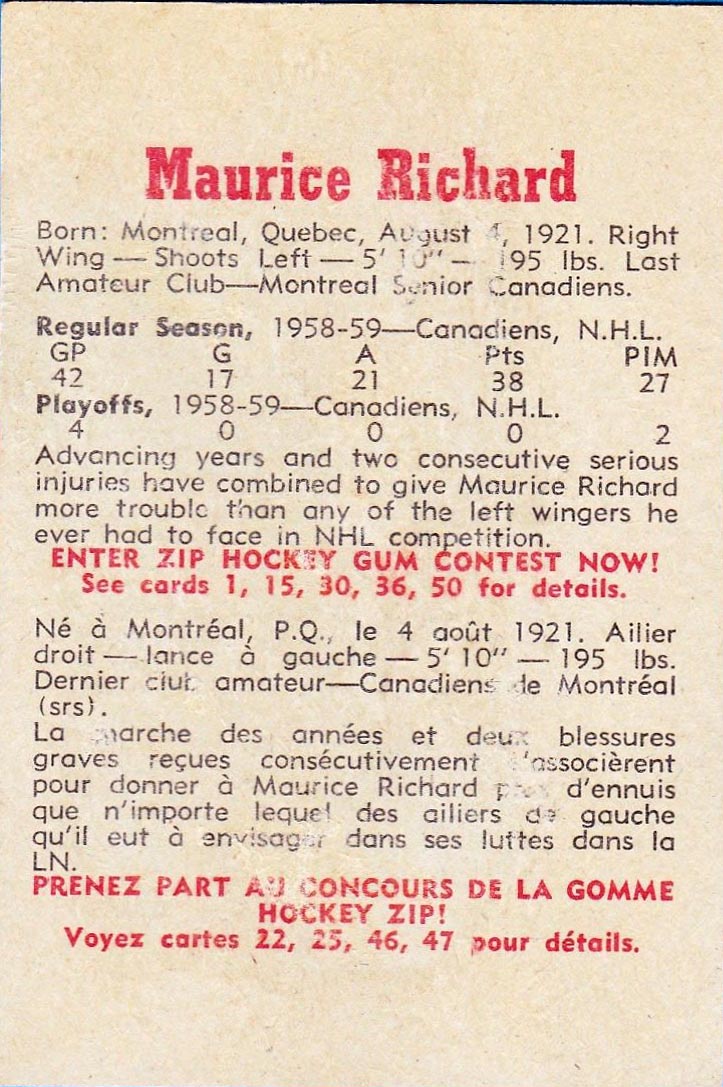 Maurice Richard
Born: Montreal, Quebec, August 4, 1921. Right
Wing — Shoots Left — 5' 10" — 195 lbs. Last
Amateur Club—Montreal Senior Canadiens.
Regular Season, 1958-59—Canadiens, N.H.L.
GP G A Pts PIM
42 17 21 38 27
Playoffs, 1958-59—Canadiens, N.H.L.
4 0 0 0 2
Advancing years and two consecutive serious
injuries have combined to give Maurice Richard
more trouble than any of the left wingers he
ever had to face in NHL competition.
ENTER ZIP HOCKEY GUM CONTEST NOW!
See cards 1, 15, 30, 36, 50 for details.
Né à Montréal, P.Q., le 4 août 1921. Ailier
droit — lance à gauche — 5' 10" — 195 lbs.
Dernier club amateur—Canadiens de Montréal
(srs).
La marche des années et deux blessures
graves reçues consécutivement s'associèrent
pour donner à Maurice Richard plus d'ennuis
que n'importe lequel des ailiers de gauche
qu'il eut à envisager dans ses luttes dans la
LN.
PRENEZ PART AU CONCOURS DE LA GOMME
HOCKEY ZIP!
Voyez cartes 22, 25, 46, 47 pour détails.